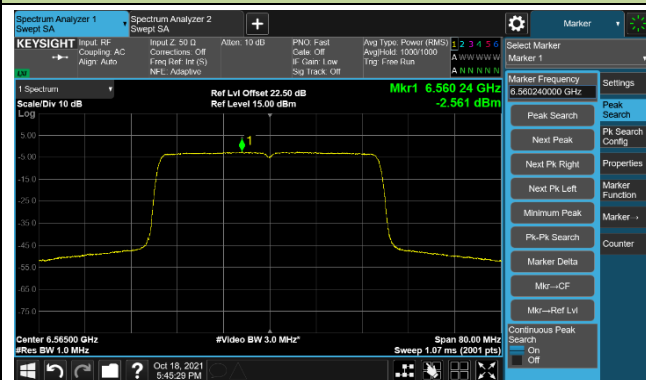 Spectrum Analyzer 1
Swept SA
Spectrum Analyzer 2
Swept SA
+
Marker
KEYSIGHT
Input: RF
Coupling: AC
Align: Auto
Input Z: 50 Ω
Corrections: Off
Freq Ref: Int (S)
NFE: Adaptive
Atten: 10 dB
PNO: Fast
Gate: Off
IF Gain: Low
Sig Track: Off
Avg Type: Power (RMS)
Avg|Hold: 1000/1000
Trig: Free Run
1 2 3 4 5 6
A W W W W W
A N N N N N
LXI
Select Marker
Marker 1
1 Spectrum
Scale/Div 10 dB
Log
Ref Lvl Offset 22.50 dB
Ref Level 15.00 dBm
Mkr1 6.560 24 GHz
-2.561 dBm
1
5.00
-5.00
-15.0
-25.0
-35.0
-45.0
-55.0
-65.0
-75.0
Center 6.56500 GHz
#Res BW 1.0 MHz
#Video BW 3.0 MHz*
Span 80.00 MHz
Sweep 1.07 ms (2001 pts)
Marker Frequency
6.560240000 GHz
Peak Search
Next Peak
Next Pk Right
Next Pk Left
Minimum Peak
Pk-Pk Search
Marker Delta
Mkr→CF
Mkr→Ref Lvl
Continuous Peak
Search
On
Off
Settings
Peak
Search
Pk Search
Config
Properties
Marker
Function
Marker→
Counter
?
Oct 18, 2021
5:45:29 PM